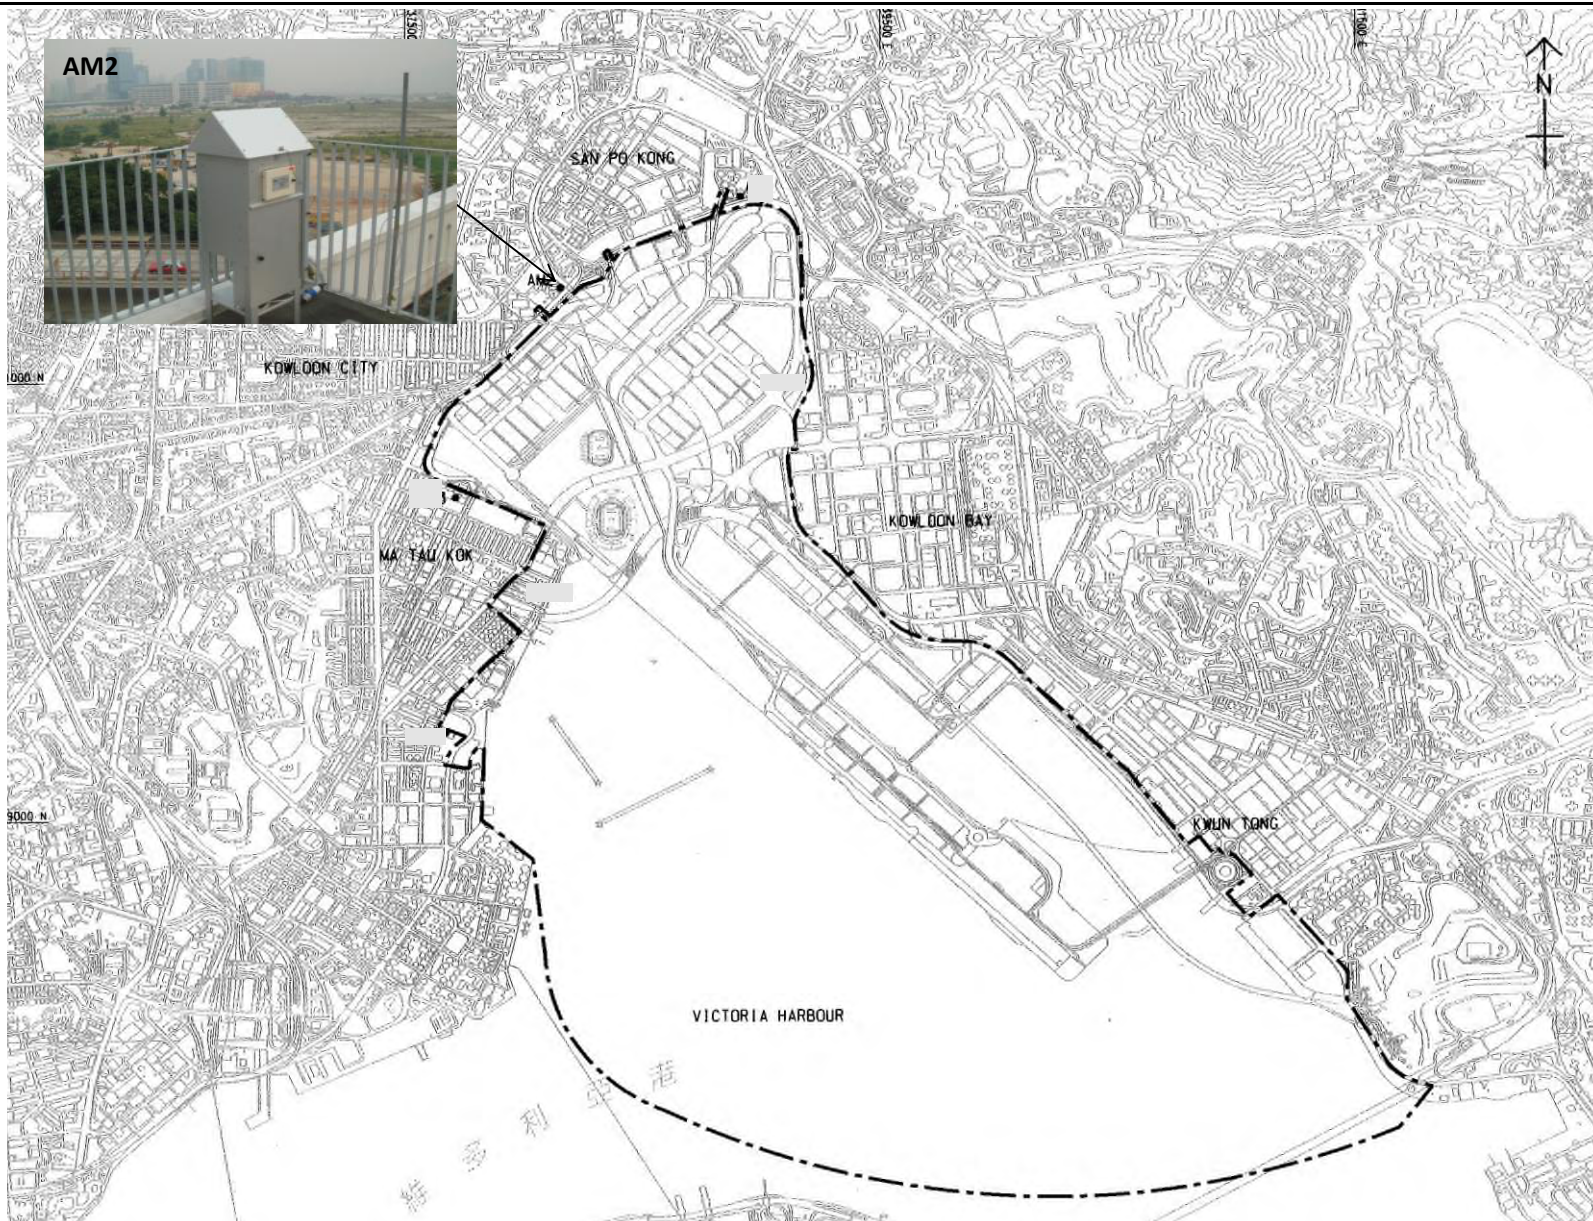 AM2
N
SAN PO KONG
KOWLOON CITY
KOWLOON BAY
MA TAU KOK
9000 N
KWUN TONG
VICTORIA HARBOUR
維多利亞港